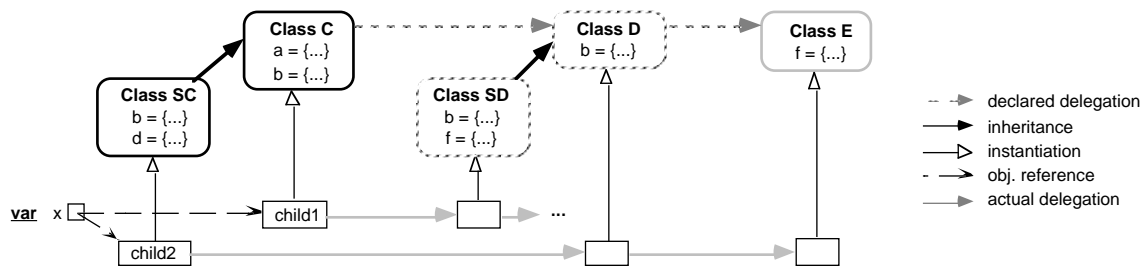 Class C
a = {...}
b = {...}
Class D
b = {...}
Class E
f = {...}
Class SC
b = {...}
d = {...}
Class SD
b = {...}
f = {...}
declared delegation
inheritance
instantiation
obj. reference
actual delegation
var x
child1
...
child2